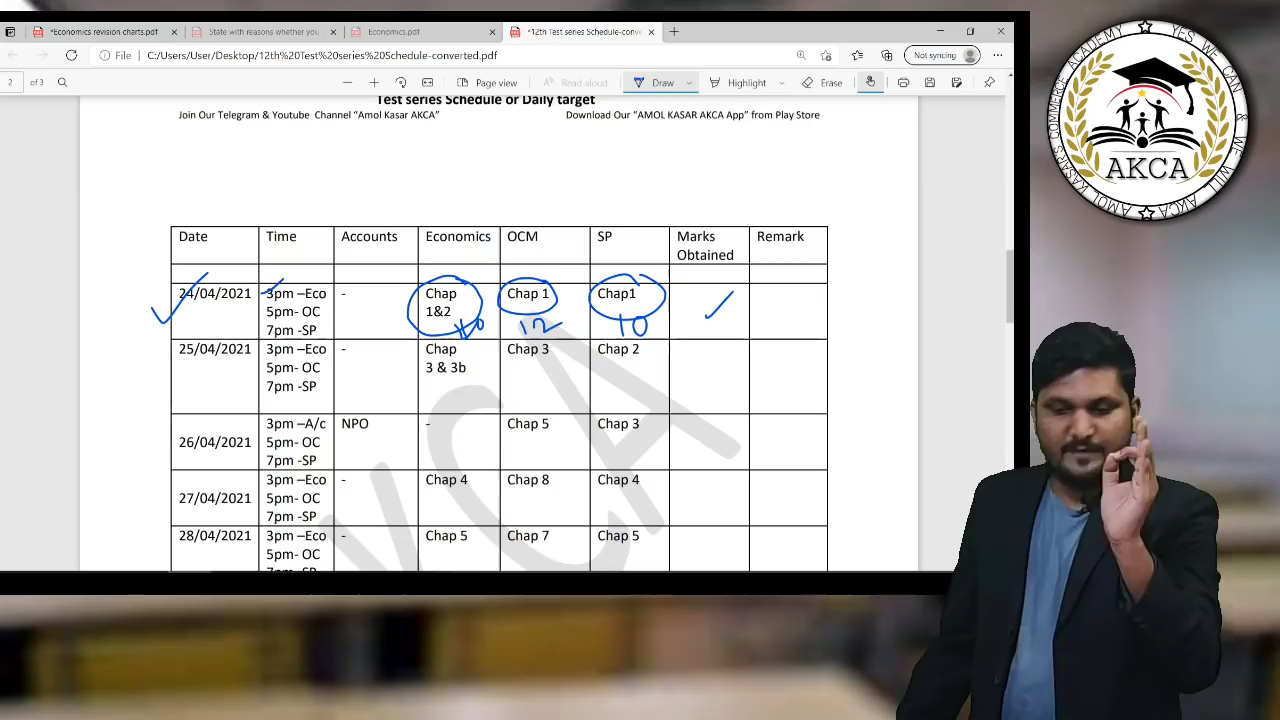 *Economics revision charts.pdf
State with reasons whether you
Economics.pdf
*12th Test series Schedule-conve
File
C:/Users/User/Desktop/12th%20Test%20series%20Schedule-converted.pdf
Not syncing
2 of 3
Page view
Read aloud
Draw
Highlight
Erase
Test series Schedule or Daily target
Join Our Telegram & Youtube Channel “Amol Kasar AKCA”
Download Our “AMOL KASAR AKCA App” from Play Store
Date Time Accounts Economics OCM SP Marks Remark
Obtained
24/04/2021 3pm –Eco - Chap Chap 1 Chap1
5pm- OC 1&2
7pm -SP 12 10
25/04/2021 3pm –Eco - Chap Chap 3 Chap 2
5pm- OC 3 & 3b
7pm -SP
3pm –A/c NPO - Chap 5 Chap 3
26/04/2021 5pm- OC
7pm -SP
3pm –Eco - Chap 4 Chap 8 Chap 4
27/04/2021 5pm- OC
7pm -SP
28/04/2021 3pm –Eco - Chap 5 Chap 7 Chap 5
5pm- OC
7pm -SP
AKCA
AMOL KASAR'S COMMERCE ACADEMY
YES WE CAN & WE WILL
AKCA